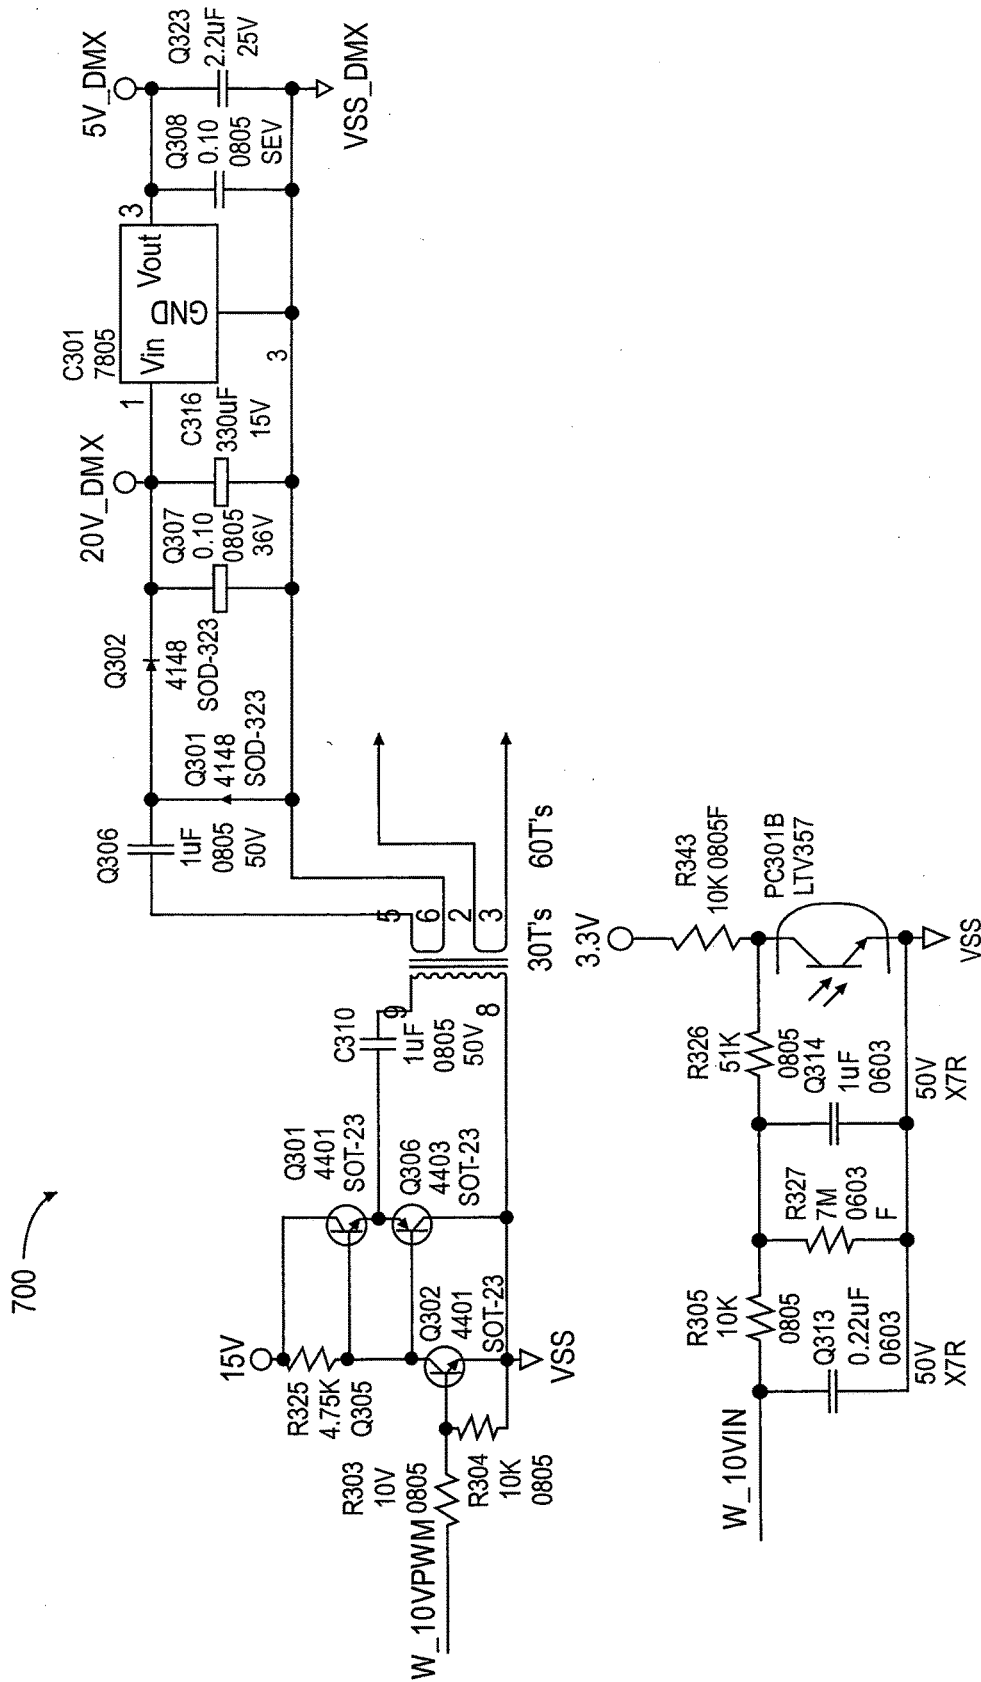 700
W_10VPWM
R303
10V
0805
R304
10K
0805
15V
R325
4.75K
Q305
Q302
4401
SOT-23
VSS
Q301
4401
SOT-23
Q306
4403
SOT-23
C310
1uF
0805
50V
9
8
5
6
2
3
30T's
60T's
Q306
1uF
0805
50V
Q301
4148
SOD-323
Q302
4148
SOD-323
Q307
0.10
0805
36V
20V_DMX
C316
330uF
15V
1
C301
7805
Vin
GND
Vout
3
3
Q308
0.10
0805
SEV
5V_DMX
Q323
2.2uF
25V
VSS_DMX
W_10VIN
R305
10K
0805
Q313
0.22uF
0603
50V
X7R
R327
7M
0603
F
R326
51K
0805
Q314
1uF
0603
50V
X7R
3.3V
R343
10K 0805F
PC301B
LTV357
VSS